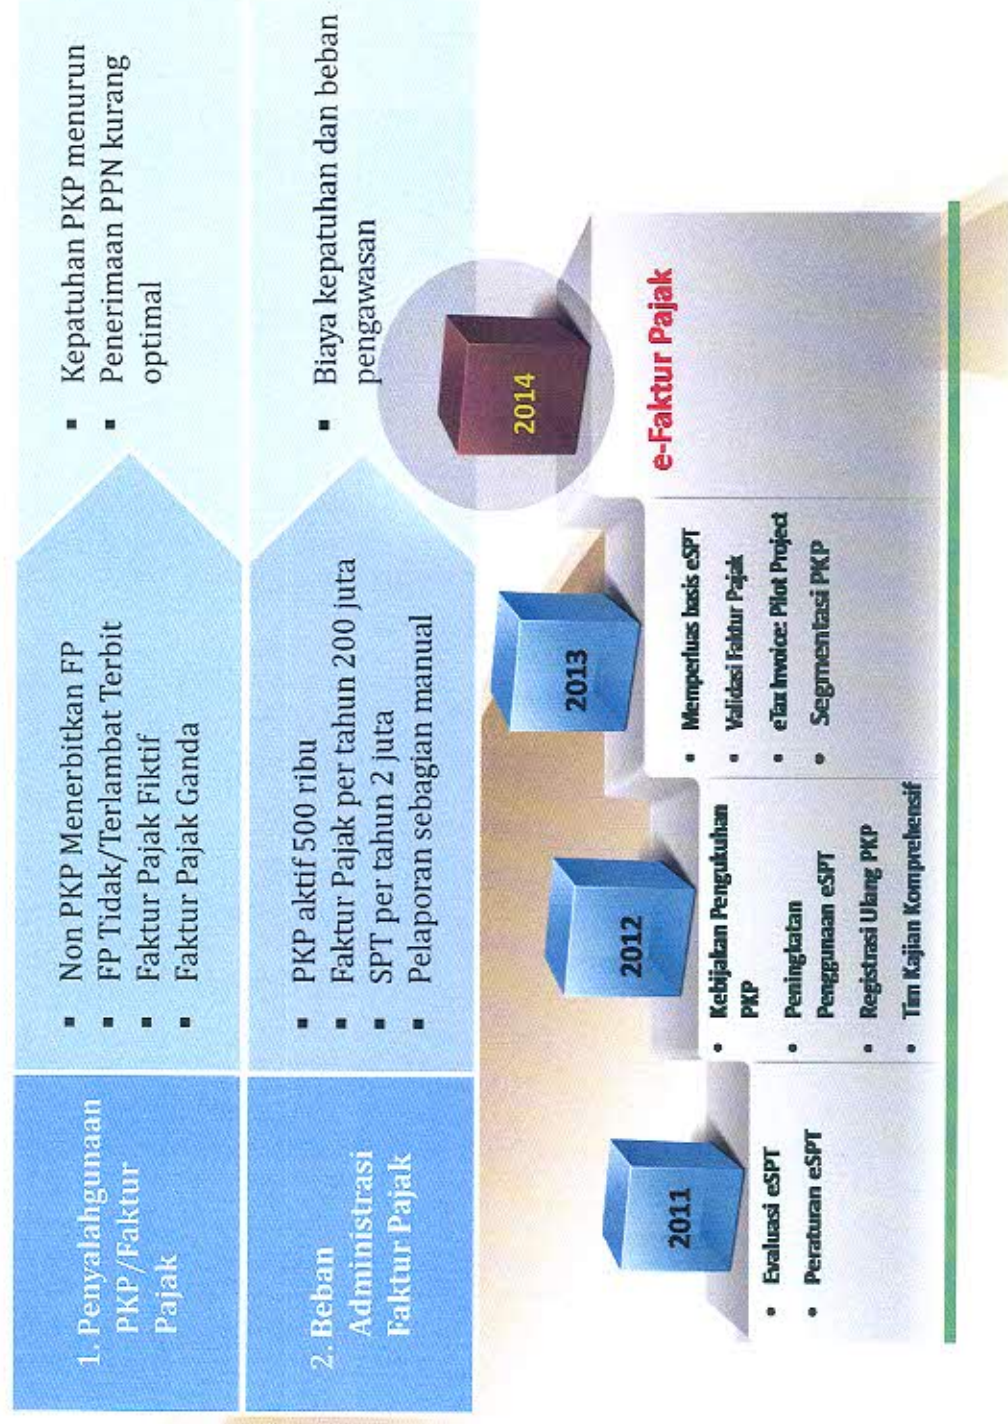 1. Penyalahgunaan
PKP/Faktur
Pajak
▪ Non PKP Menerbitkan FP
▪ FP Tidak/Terlambat Terbit
▪ Faktur Pajak Fiktif
▪ Faktur Pajak Ganda
▪ Kepatuhan PKP menurun
▪ Penerimaan PPN kurang
optimal
2. Beban
Administrasi
Faktur Pajak
▪ PKP aktif 500 ribu
▪ Faktur Pajak per tahun 200 juta
▪ SPT per tahun 2 juta
▪ Pelaporan sebagian manual
▪ Biaya kepatuhan dan beban
pengawasan
2011
• Evaluasi eSPT
• Peraturan eSPT
2012
• Kebijakan Pengukuhan
PKP
• Peningkatan
Penggunaan eSPT
• Registrasi Ulang PKP
• Tim Kajian Komprehensif
2013
• Memperluas basis eSPT
• Validasi Faktur Pajak
• eTax Invoice: Pilot Project
• Segmentasi PKP
2014
e-Faktur Pajak